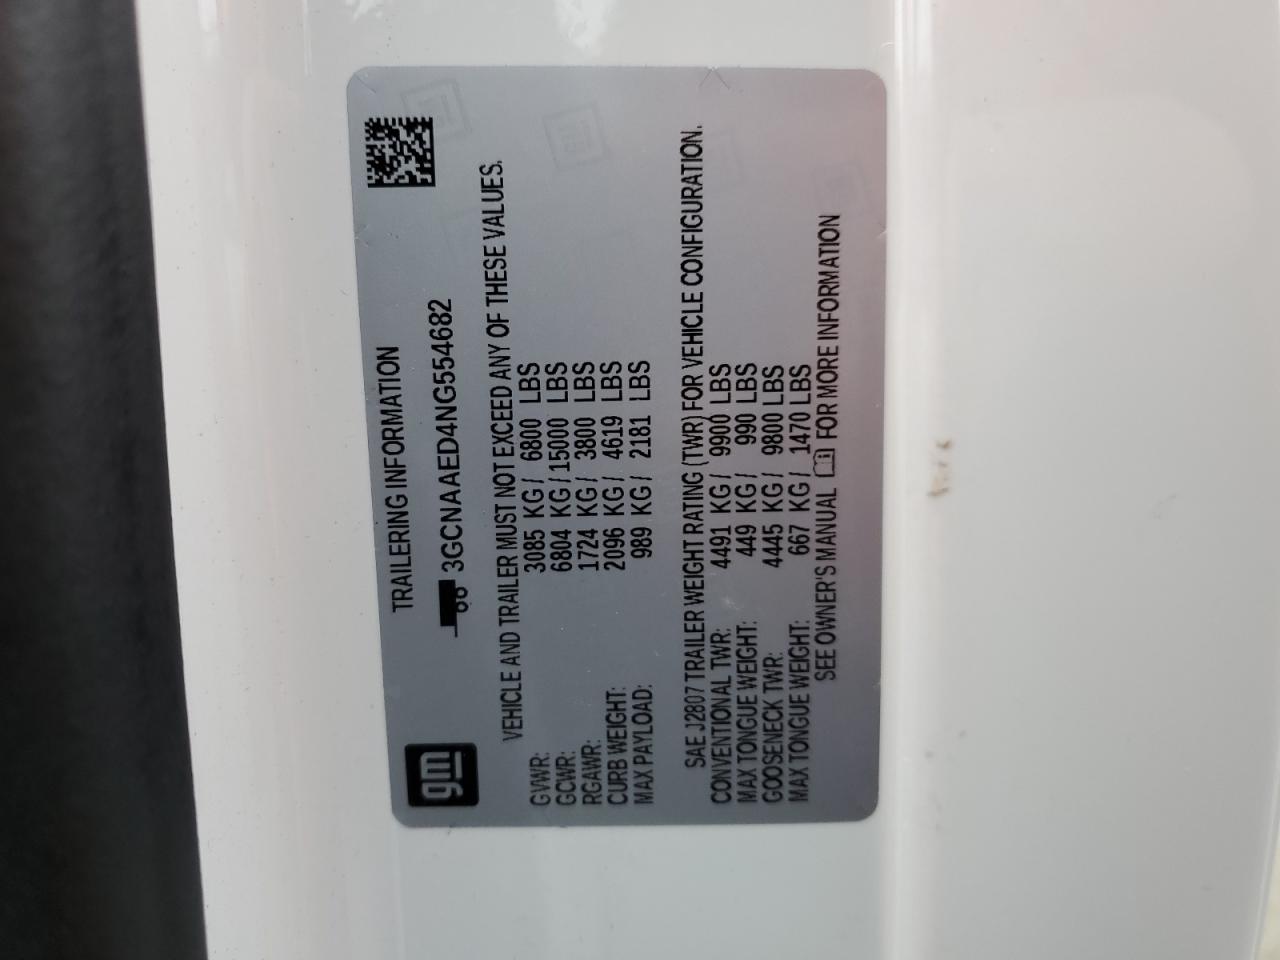 gm
TRAILERING INFORMATION
3GCNAAED4NG554682
VEHICLE AND TRAILER MUST NOT EXCEED ANY OF THESE VALUES.
GVWR: 3085 KG / 6800 LBS
GCWR: 6804 KG / 15000 LBS
RGAWR: 1724 KG / 3800 LBS
CURB WEIGHT: 2096 KG / 4619 LBS
MAX PAYLOAD: 989 KG / 2181 LBS
SAE J2807 TRAILER WEIGHT RATING (TWR) FOR VEHICLE CONFIGURATION.
CONVENTIONAL TWR: 4491 KG / 9900 LBS
MAX TONGUE WEIGHT: 449 KG / 990 LBS
GOOSENECK TWR: 4445 KG / 9800 LBS
MAX TONGUE WEIGHT: 667 KG / 1470 LBS
SEE OWNER'S MANUAL FOR MORE INFORMATION